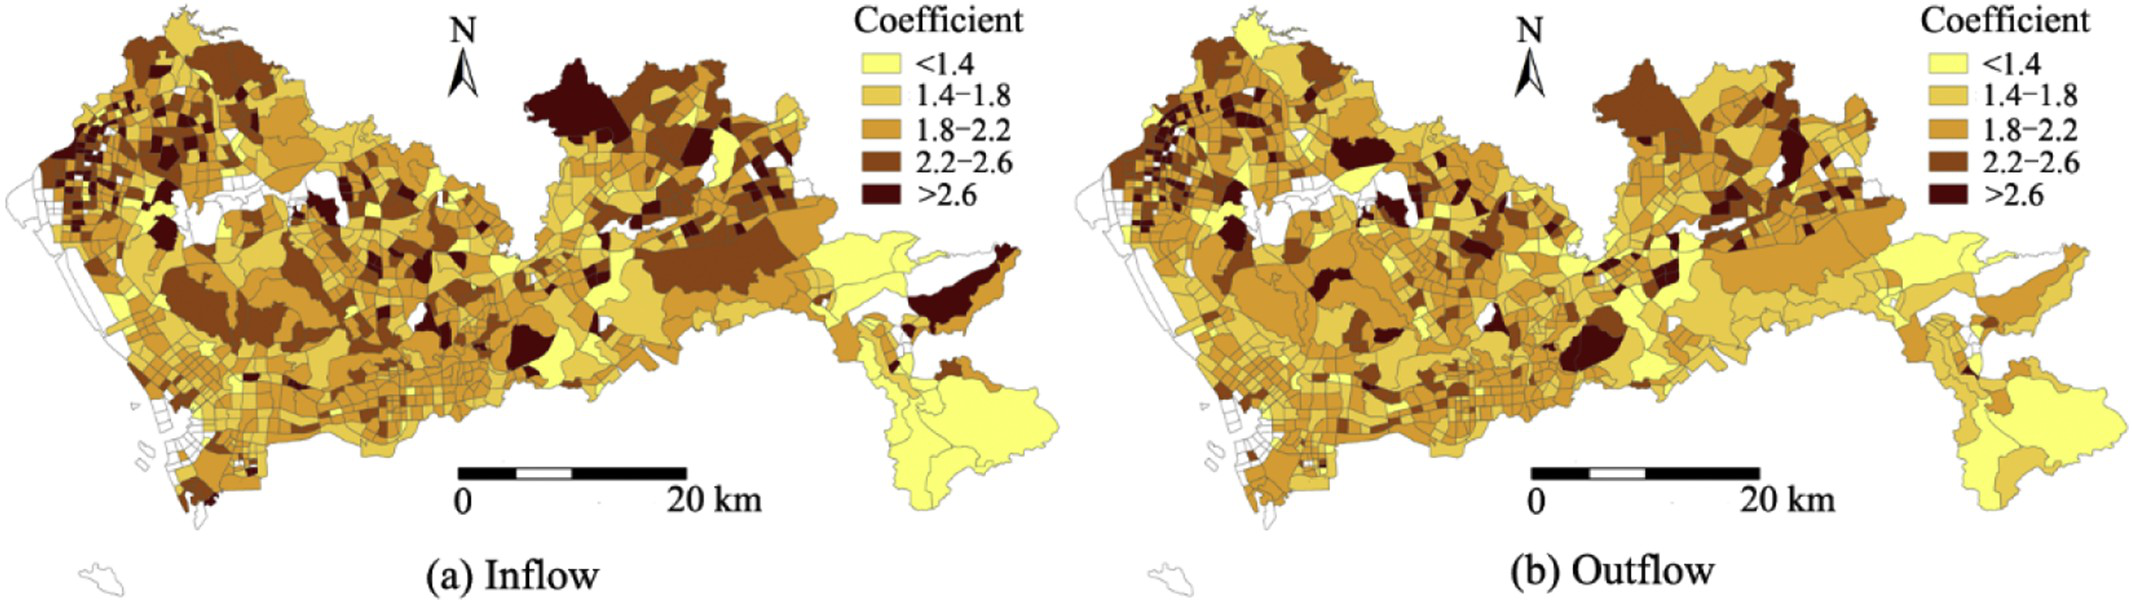 N
Coefficient
<1.4
1.4−1.8
1.8−2.2
2.2−2.6
>2.6
0 20 km
(a) Inflow
N
Coefficient
<1.4
1.4−1.8
1.8−2.2
2.2−2.6
>2.6
0 20 km
(b) Outflow